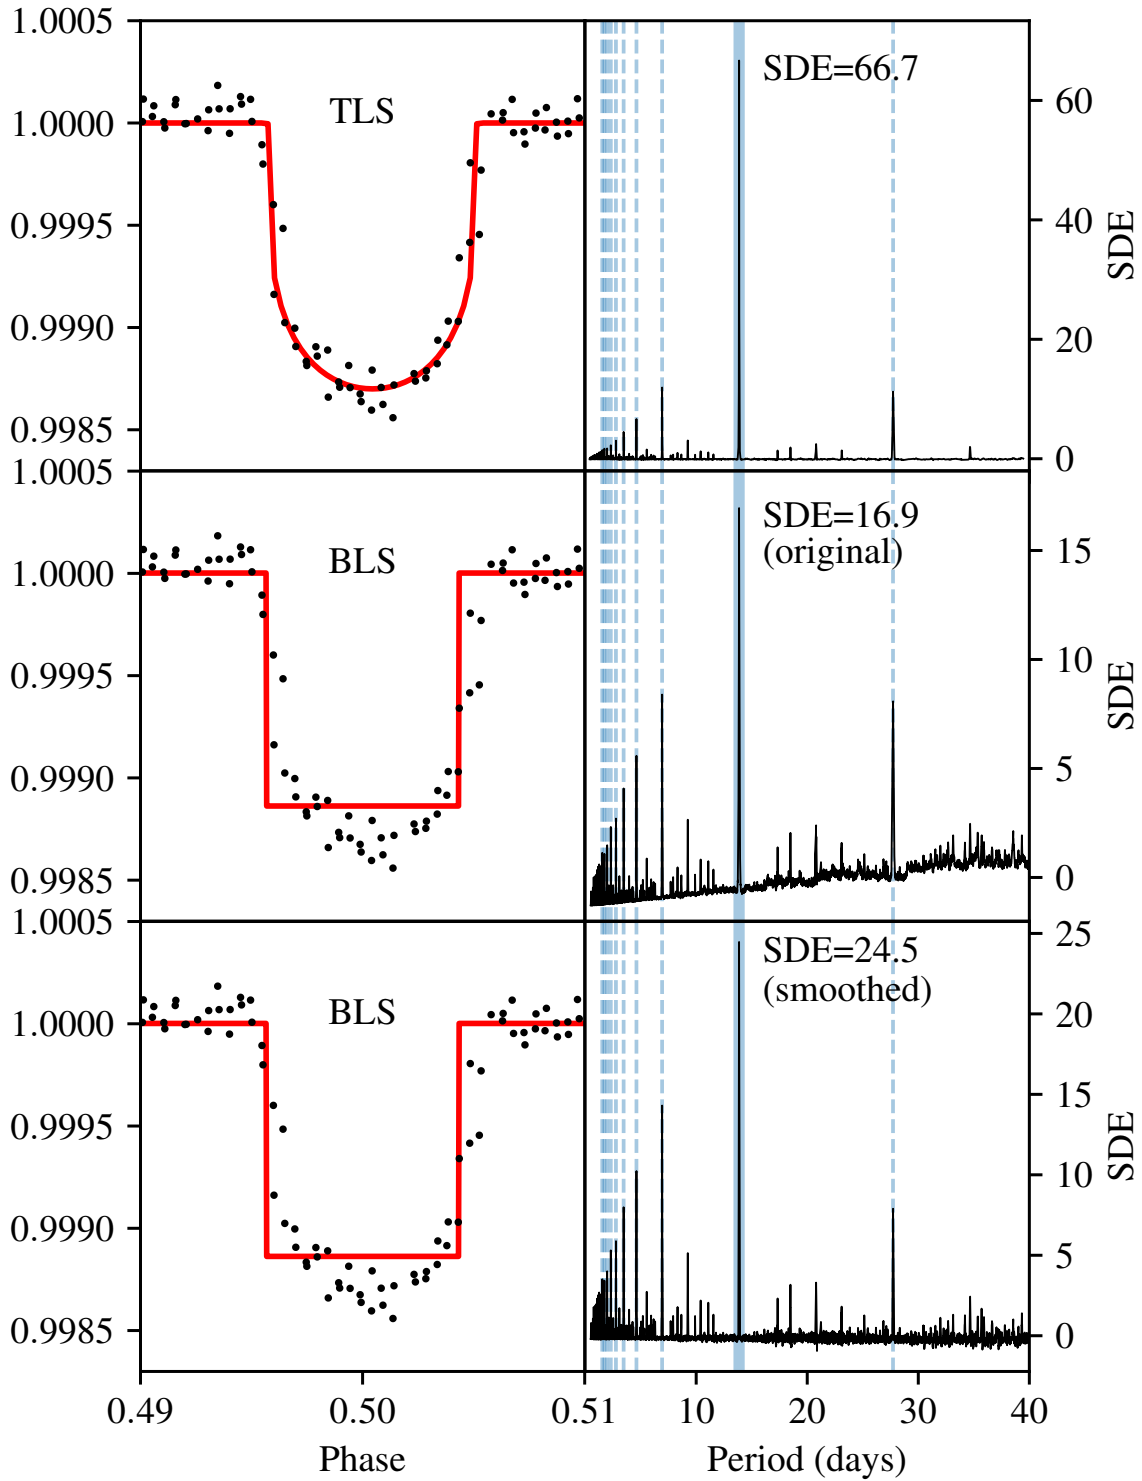 1.0005
1.0000
0.9995
0.9990
0.9985
TLS
SDE=66.7
60
40
20
0
SDE
1.0005
1.0000
0.9995
0.9990
0.9985
BLS
SDE=16.9
(original)
15
10
5
0
SDE
1.0005
1.0000
0.9995
0.9990
0.9985
BLS
SDE=24.5
(smoothed)
25
20
15
10
5
0
SDE
0.49
0.50
0.51
10
20
30
40
Phase
Period (days)